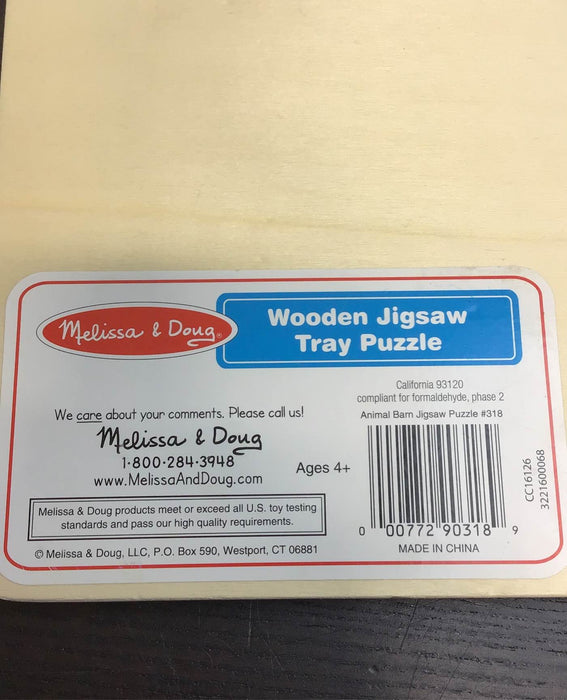 Melissa & Doug®
Wooden Jigsaw
Tray Puzzle
California 93120
compliant for formaldehyde, phase 2
Animal Barn Jigsaw Puzzle #318
We care about your comments. Please call us!
Melissa & Doug
1-800-284-3948
www.MelissaAndDoug.com
Ages 4+
Melissa & Doug products meet or exceed all U.S. toy testing
standards and pass our high quality requirements.
© Melissa & Doug, LLC, P.O. Box 590, Westport, CT 06881
0 00772 90318 9
MADE IN CHINA
CC16126
3221600068